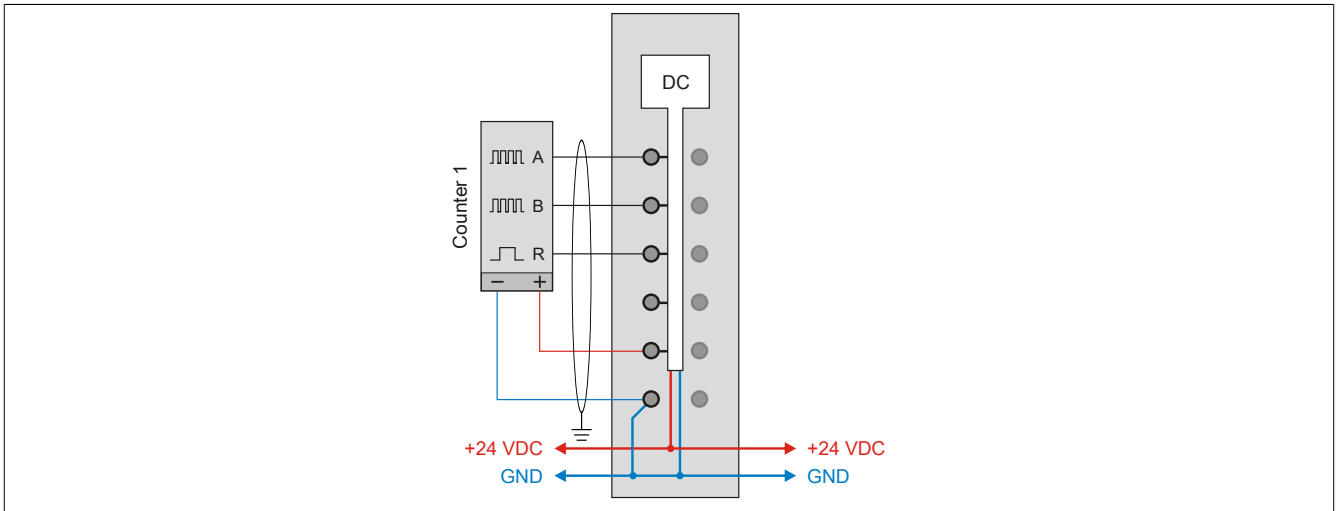 DC
Counter 1
A
B
R
− +
+24 VDC +24 VDC
GND GND